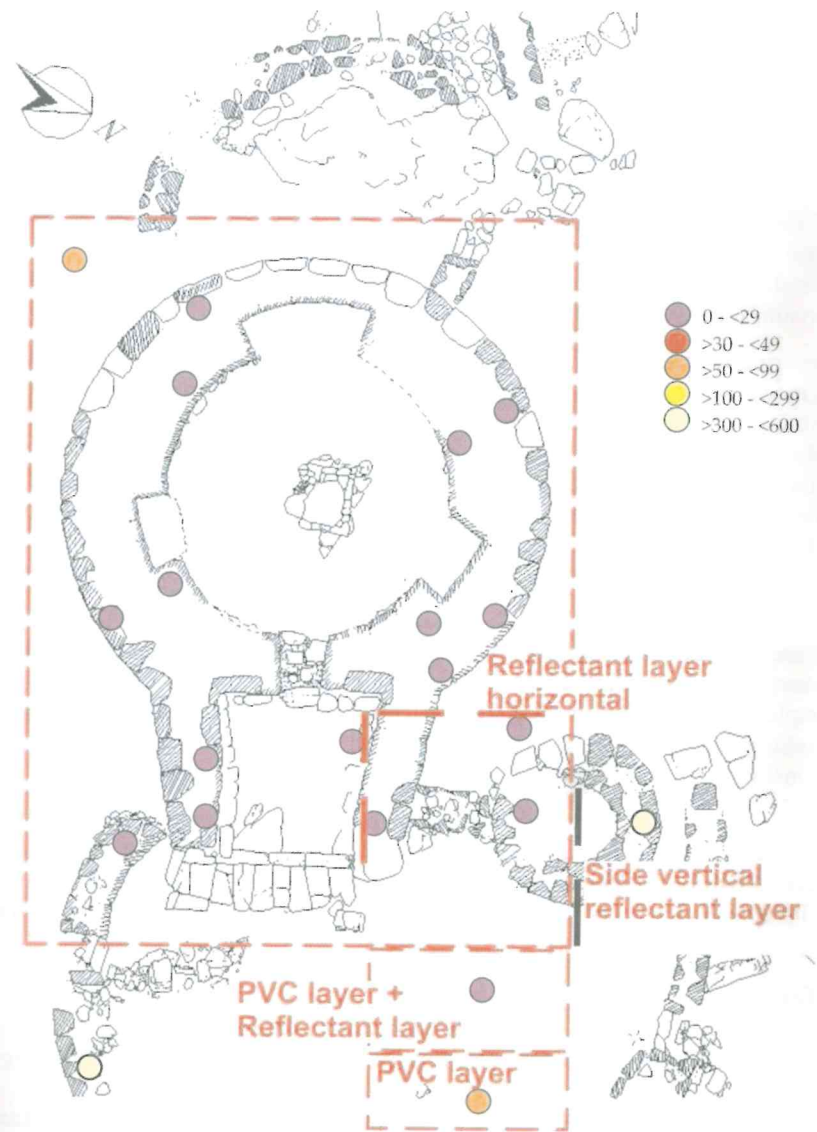 N
0 - <29
>30 - <49
>50 - <99
>100 - <299
>300 - <600
Reflectant layer
horizontal
Side vertical
reflectant layer
PVC layer +
Reflectant layer
PVC layer